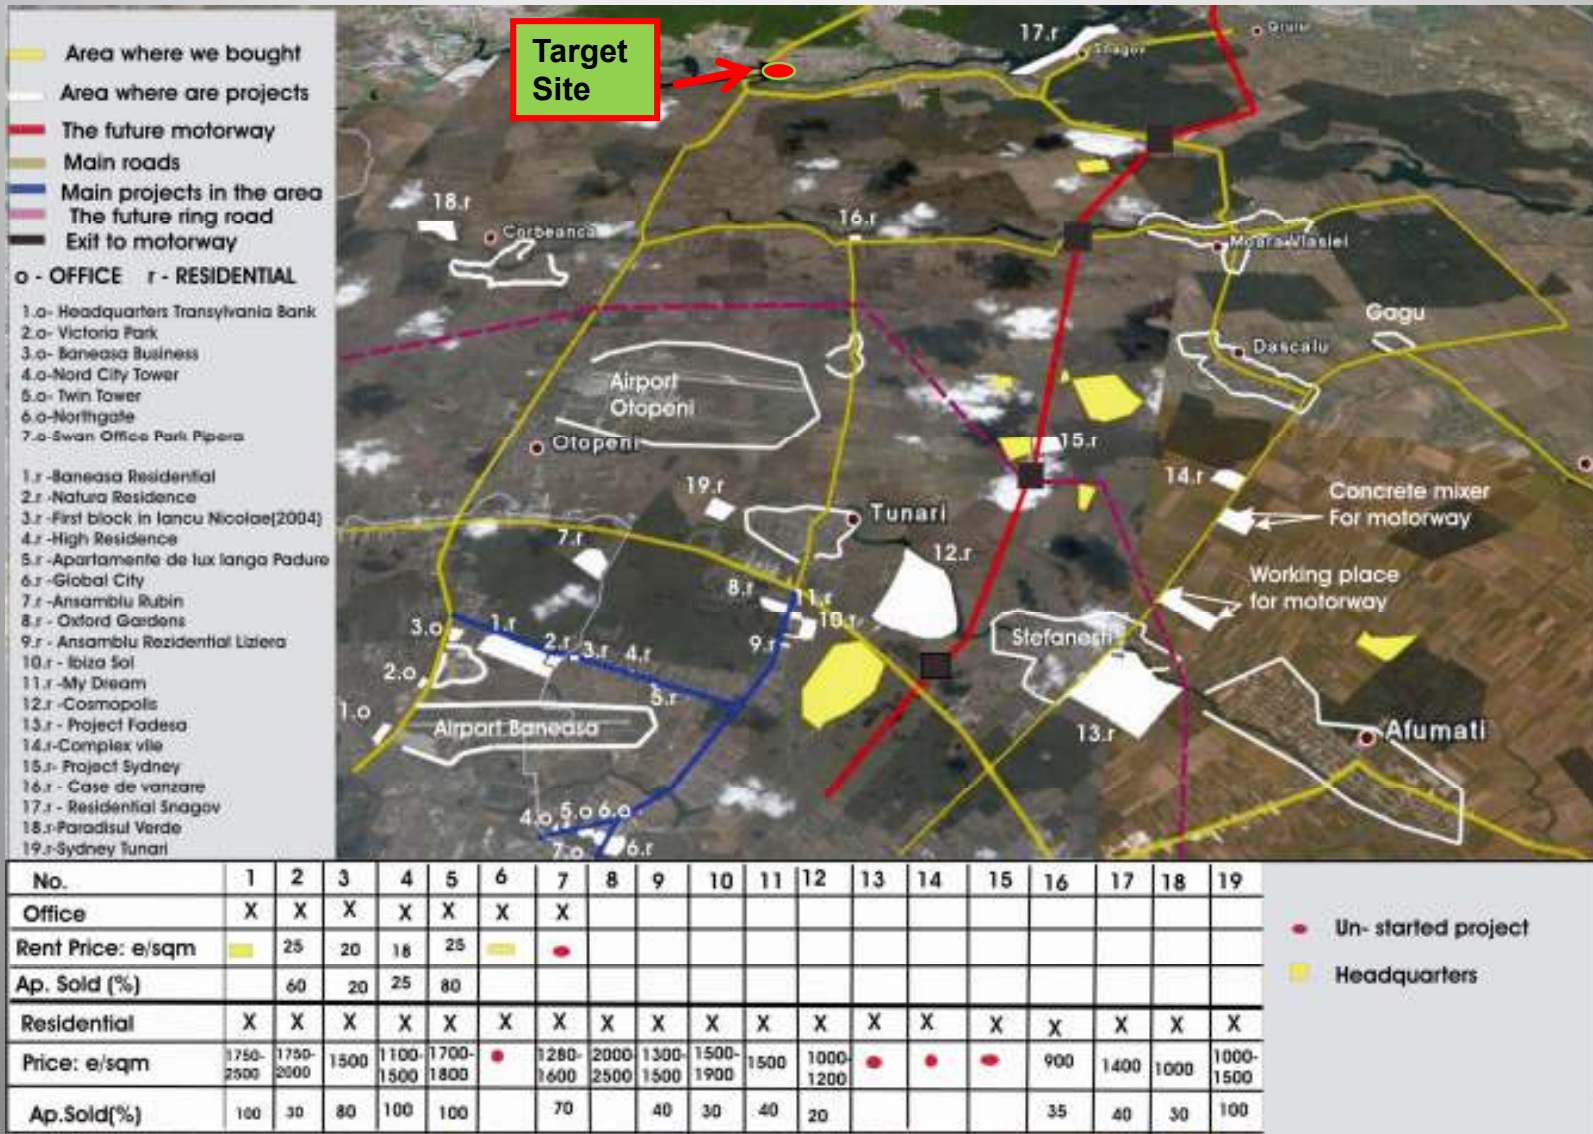 Area where we bought
Area where are projects
The future motorway
Main roads
Main projects in the area
The future ring road
Exit to motorway
o - OFFICE r - RESIDENTIAL
1.o- Headquarters Transylvania Bank
2.o- Victoria Park
3.o- Baneasa Business
4.o-Nord City Tower
5.o- Twin Tower
6.o-Northgate
7.o-Swan Office Park Pipera
1.r -Baneasa Residential
2.r -Natura Residence
3.r -First block in Iancu Nicolae(2004)
4.r -High Residence
5.r -Apartamente de lux langa Padure
6.r -Global City
7.r -Ansamblu Rubin
8.r - Oxford Gardens
9.r - Ansamblu Rezidential Liziera
10.r - Ibiza Sol
11.r -My Dream
12.r -Cosmopolis
13.r - Project Fadesa
14.r-Complex vile
15.r- Project Sydney
16.r - Case de vanzare
17.r - Residential Snagov
18.r-Paradisul Verde
19.r-Sydney Tunari
Target
Site
17.r
Snagov
Gruiu
18.r
Corbeanca
16.r
Moara Vlasiei
Gagu
Dascalu
Airport
Otopeni
Otopeni
15.r
14.r
Concrete mixer
For motorway
19.r
Tunari
7.r
12.r
Working place
for motorway
8.r
11.r
10.r
9.r
3.o
1.r
2.r
3.r
4.r
5.r
Stefanesti
2.o
1.o
Airport Baneasa
13.r
Afumati
4.o
5.o
6.o
7.o
6.r
No. 1 2 3 4 5 6 7 8 9 10 11 12 13 14 15 16 17 18 19
Office X X X X X X X
Rent Price: e/sqm 25 20 18 25
Ap. Sold (%) 60 20 25 80
Residential X X X X X X X X X X X X X X X X X X X
Price: e/sqm 1750-2500 1750-2000 1500 1100-1500 1700-1800 1280-1600 2000-2500 1300-1500 1500-1900 1500 1000-1200 900 1400 1000 1000-1500
Ap.Sold(%) 100 30 80 100 100 70 40 30 40 20 35 40 30 100
Un- started project
Headquarters